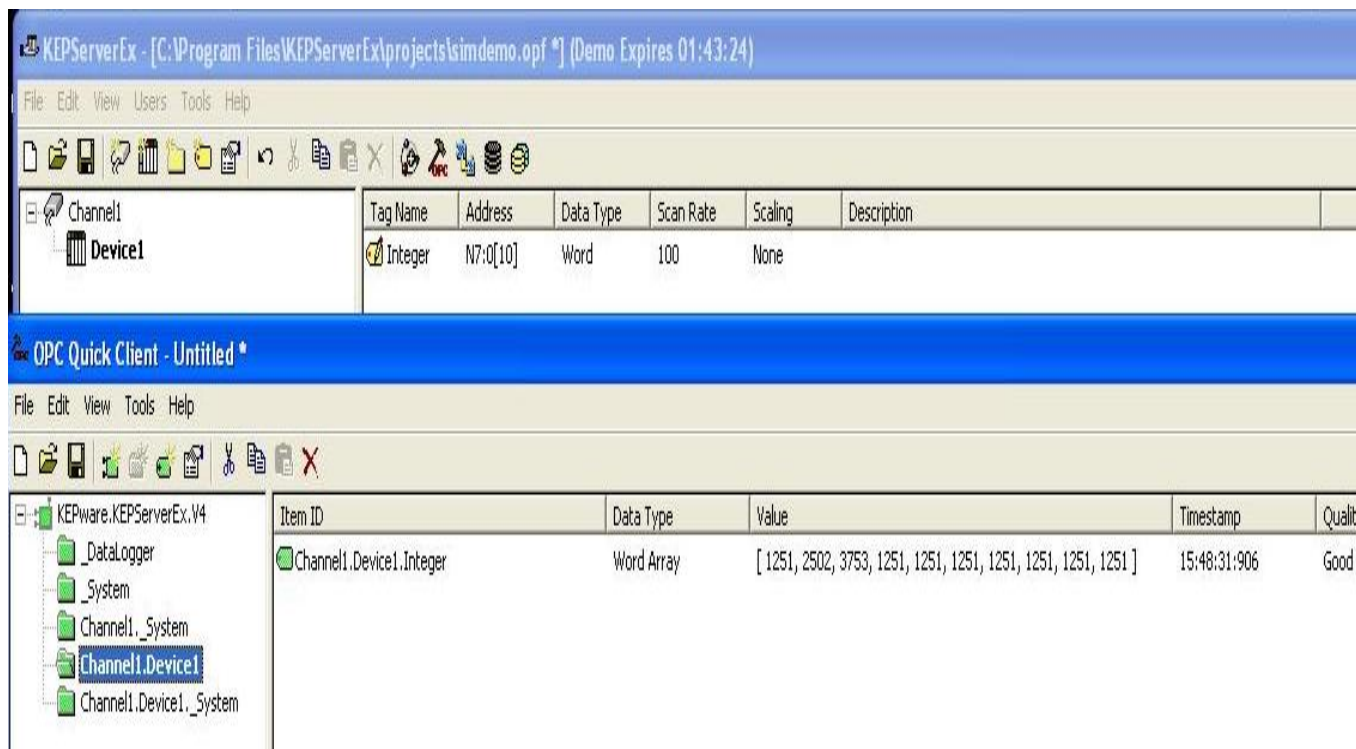 KEPServerEx - [C:\Program Files\KEPServerEx\projects\simdemo.opf *] (Demo Expires 01:43:24)
File Edit View Users Tools Help
OPC
Channel1
Device1
Tag Name Address Data Type Scan Rate Scaling Description
Integer N7:0[10] Word 100 None
OPC Quick Client - Untitled *
File Edit View Tools Help
KEPware.KEPServerEx.V4
_DataLogger
_System
Channel1._System
Channel1.Device1
Channel1.Device1._System
Item ID Data Type Value Timestamp Qualit
Channel1.Device1.Integer Word Array [ 1251, 2502, 3753, 1251, 1251, 1251, 1251, 1251, 1251, 1251 ] 15:48:31:906 Good